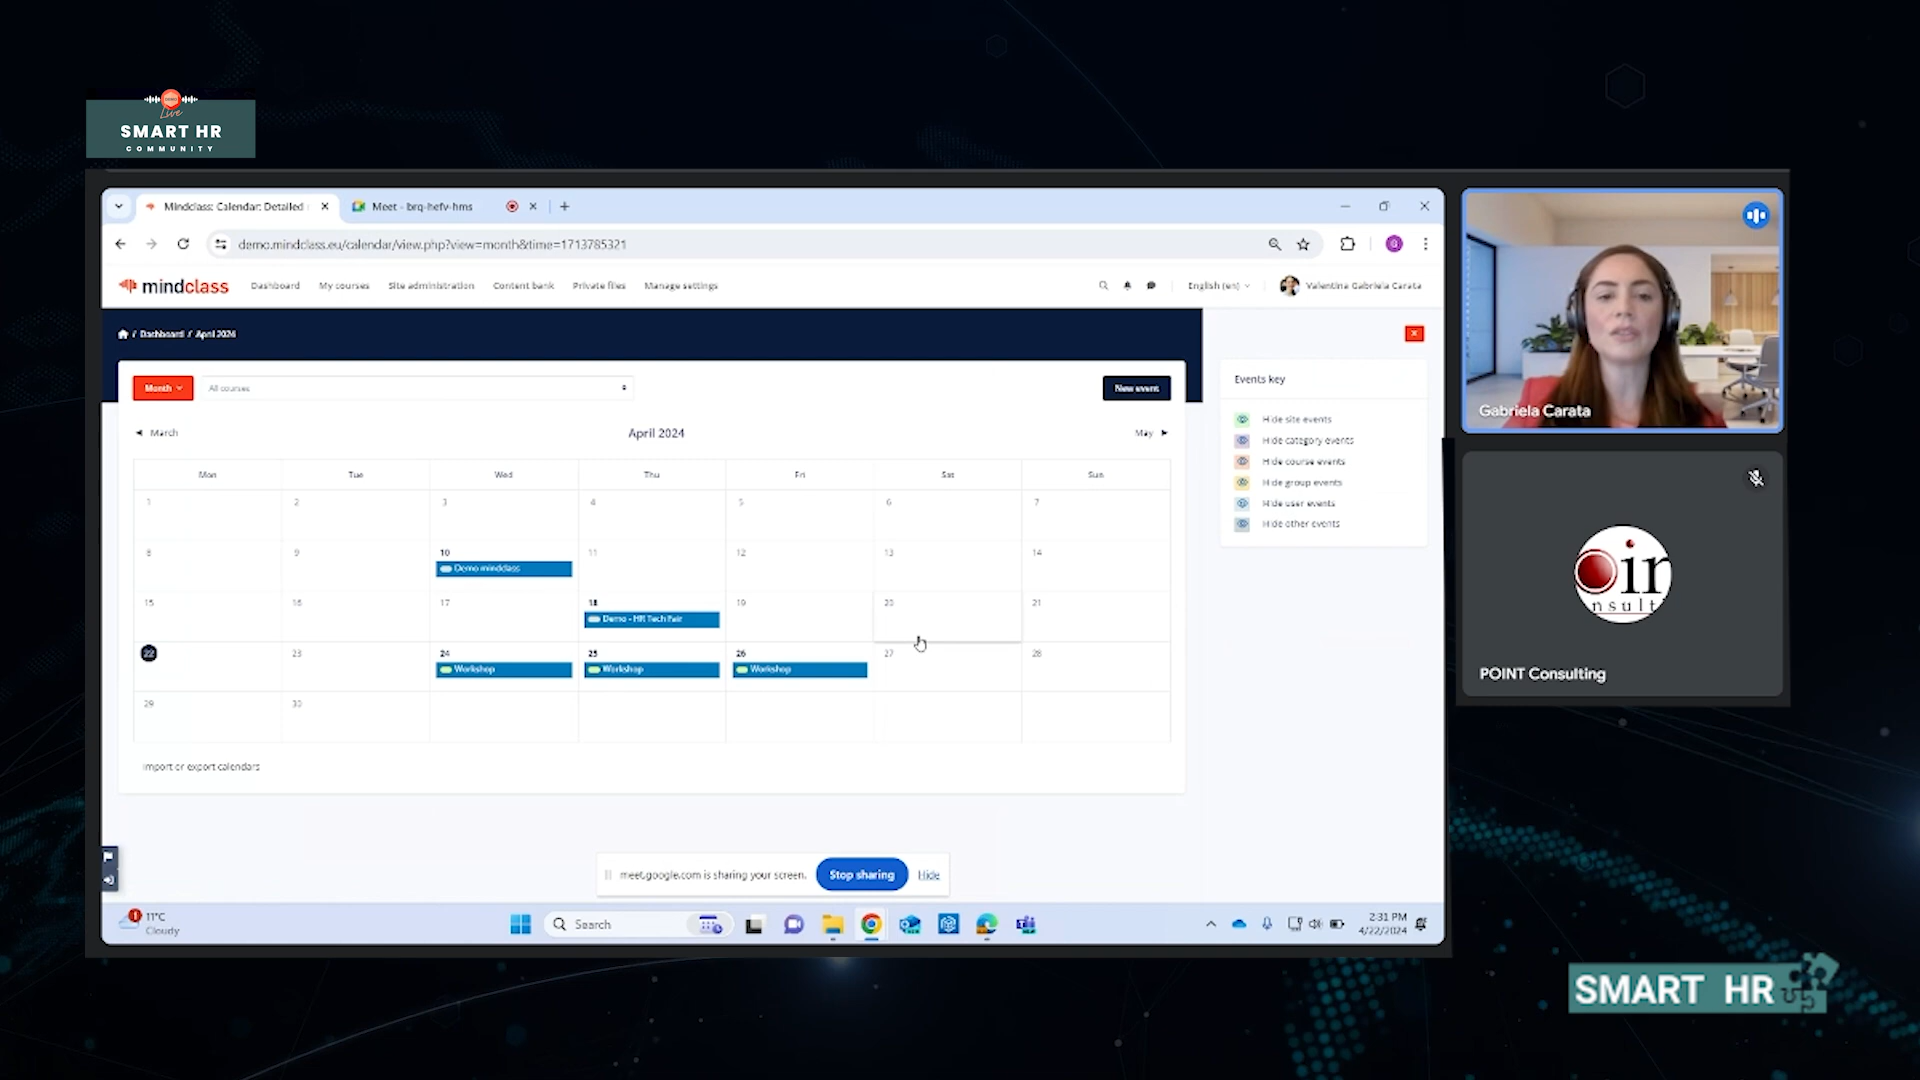 Live
SMART HR
COMMUNITY
Mindclass: Calendar: Detailed
Meet - brq-hefv-hms
demo.mindclass.eu/calendar/view.php?view=month&time=1713785321
mindclass
Dashboard
My courses
Site administration
Content bank
Private files
Manage settings
English (en)
Valentina Gabriela Carata
/ Dashboard / April 2024
Month
All courses
New event
March
April 2024
May
Mon Tue Wed Thu Fri Sat Sun
1 2 3 4 5 6 7
8 9 10 11 12 13 14
Demo mindclass
15 16 17 18 19 20 21
Demo - HR Tech Fair
22 23 24 25 26 27 28
Workshop Workshop Workshop
29 30
Import or export calendars
Events key
Hide site events
Hide category events
Hide course events
Hide group events
Hide user events
Hide other events
meet.google.com is sharing your screen.
Stop sharing
Hide
1
11°C
Cloudy
Search
2:31 PM
4/22/2024
Gabriela Carata
oin
nsult
POINT Consulting
SMART HR